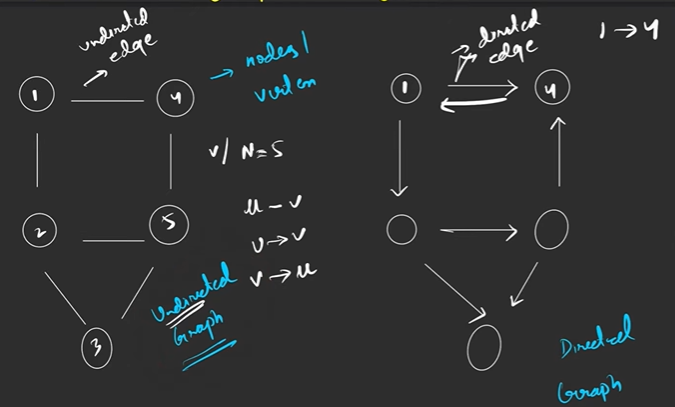 undirected
edge
1
4
→ nodes/
vertex
V/N=5
2
5
u – v
u → v
v → u
3
Undirected
Graph
→ directed
edge
1 → 4
1
4
Directed
Graph